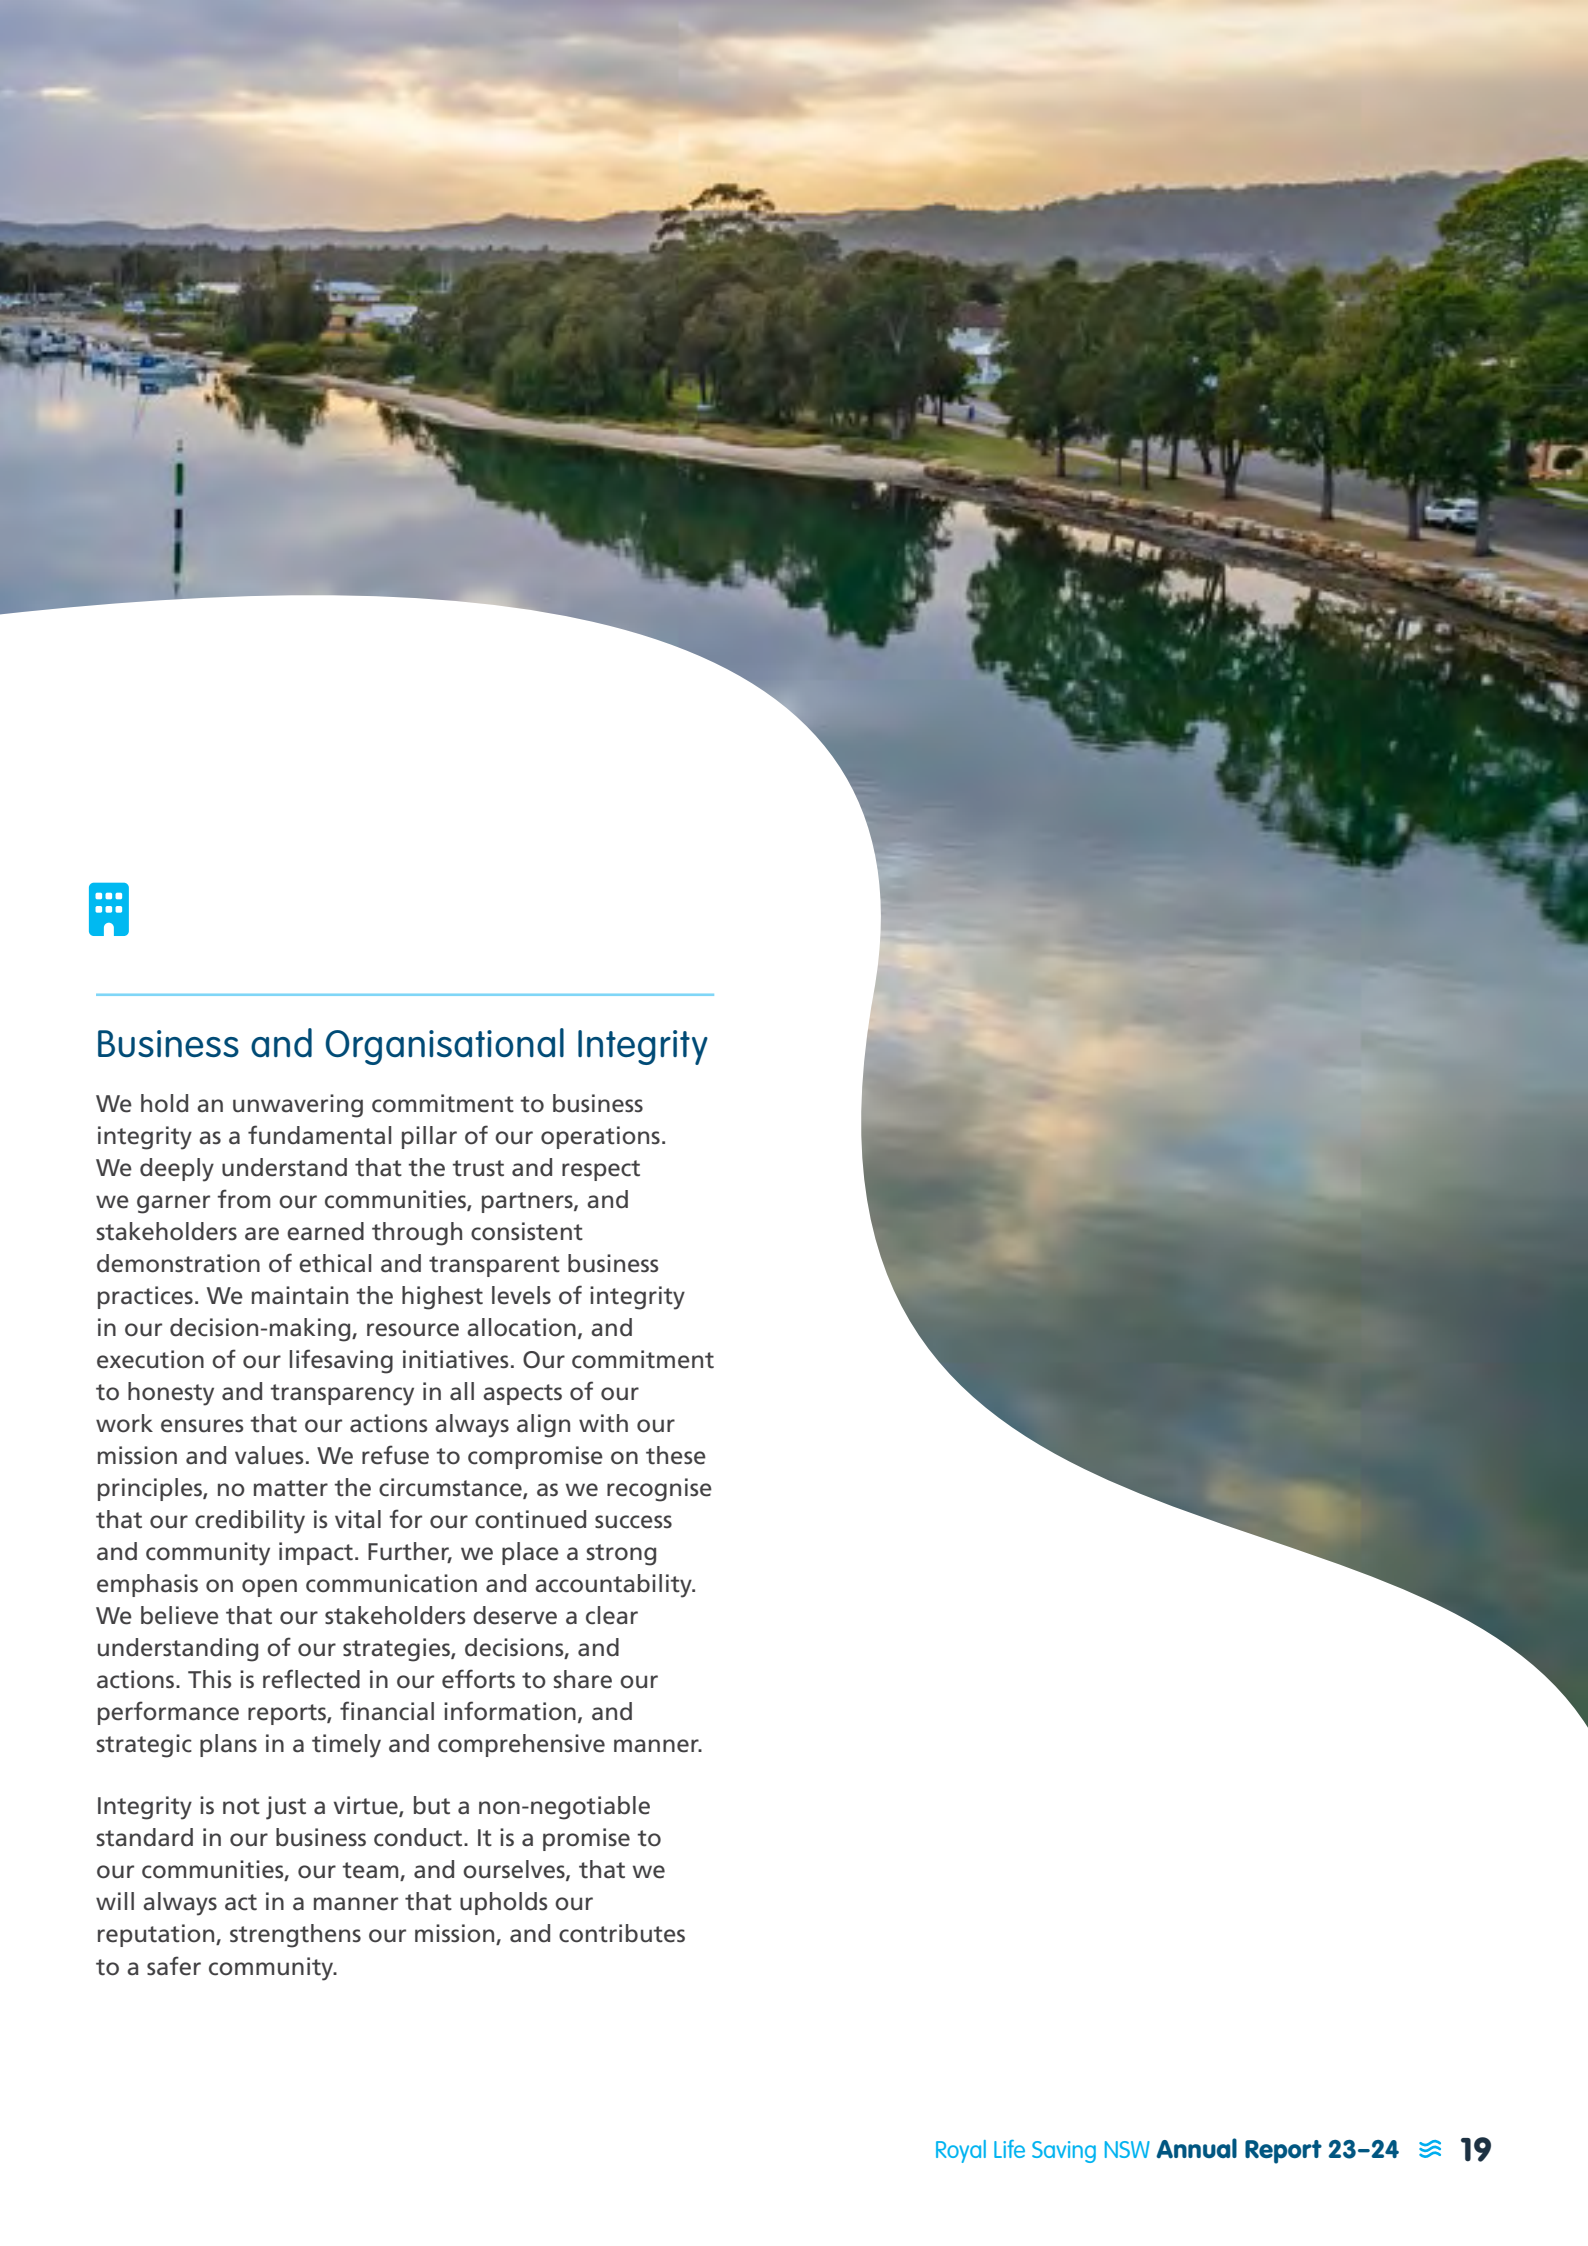 Business and Organisational Integrity
We hold an unwavering commitment to business
integrity as a fundamental pillar of our operations.
We deeply understand that the trust and respect
we garner from our communities, partners, and
stakeholders are earned through consistent
demonstration of ethical and transparent business
practices. We maintain the highest levels of integrity
in our decision-making, resource allocation, and
execution of our lifesaving initiatives. Our commitment
to honesty and transparency in all aspects of our
work ensures that our actions always align with our
mission and values. We refuse to compromise on these
principles, no matter the circumstance, as we recognise
that our credibility is vital for our continued success
and community impact. Further, we place a strong
emphasis on open communication and accountability.
We believe that our stakeholders deserve a clear
understanding of our strategies, decisions, and
actions. This is reflected in our efforts to share our
performance reports, financial information, and
strategic plans in a timely and comprehensive manner.
Integrity is not just a virtue, but a non-negotiable
standard in our business conduct. It is a promise to
our communities, our team, and ourselves, that we
will always act in a manner that upholds our
reputation, strengthens our mission, and contributes
to a safer community.
Royal Life Saving NSW Annual Report 23–24 19